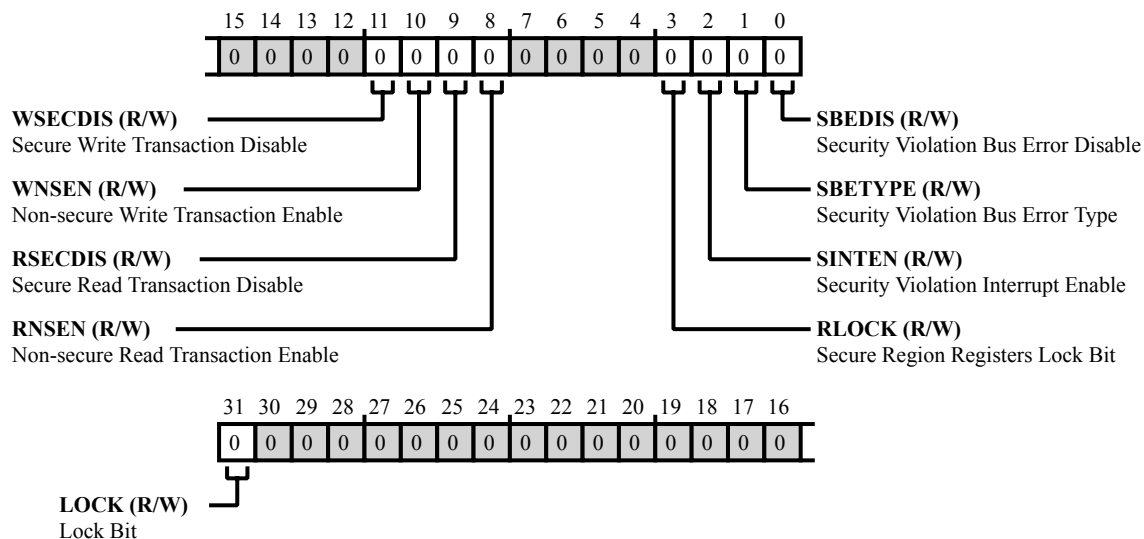 15 14 13 12 11 10 9 8 7 6 5 4 3 2 1 0
0 0 0 0 0 0 0 0 0 0 0 0 0 0 0 0
WSECDIS (R/W)
Secure Write Transaction Disable
WNSEN (R/W)
Non-secure Write Transaction Enable
RSECDIS (R/W)
Secure Read Transaction Disable
RNSEN (R/W)
Non-secure Read Transaction Enable
SBEDIS (R/W)
Security Violation Bus Error Disable
SBETYPE (R/W)
Security Violation Bus Error Type
SINTEN (R/W)
Security Violation Interrupt Enable
RLOCK (R/W)
Secure Region Registers Lock Bit
31 30 29 28 27 26 25 24 23 22 21 20 19 18 17 16
0 0 0 0 0 0 0 0 0 0 0 0 0 0 0 0
LOCK (R/W)
Lock Bit